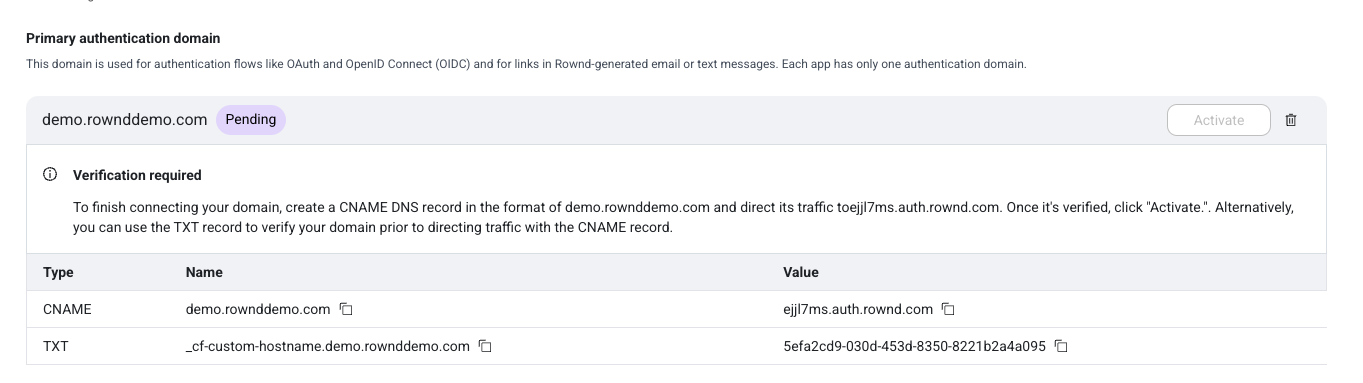 Primary authentication domain
This domain is used for authentication flows like OAuth and OpenID Connect (OIDC) and for links in Rownd-generated email or text messages. Each app has only one authentication domain.
demo.rownddemo.com Pending Activate
Verification required
To finish connecting your domain, create a CNAME DNS record in the format of demo.rownddemo.com and direct its traffic toejjl7ms.auth.rownd.com. Once it's verified, click "Activate.". Alternatively,
you can use the TXT record to verify your domain prior to directing traffic with the CNAME record.
Type Name Value
CNAME demo.rownddemo.com ejjl7ms.auth.rownd.com
TXT _cf-custom-hostname.demo.rownddemo.com 5efa2cd9-030d-453d-8350-8221b2a4a095